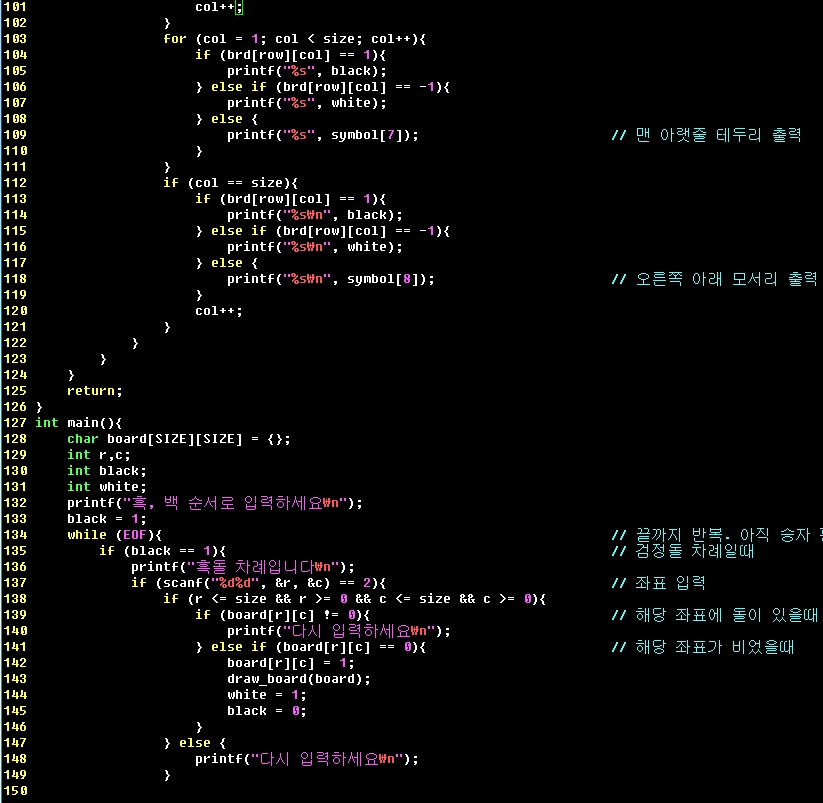 101                     col++;
102                 }
103                 for (col = 1; col < size; col++){
104                     if (brd[row][col] == 1){
105                         printf("%s", black);
106                     } else if (brd[row][col] == -1){
107                         printf("%s", white);
108                     } else {
109                         printf("%s", symbol[7]);                        // 맨 아랫줄 테두리 출력
110                     }
111                 }
112                 if (col == size){
113                     if (brd[row][col] == 1){
114                         printf("%s₩n", black);
115                     } else if (brd[row][col] == -1){
116                         printf("%s₩n", white);
117                     } else {
118                         printf("%s₩n", symbol[8]);                      // 오른쪽 아래 모서리 출력
119                     }
120                     col++;
121                 }
122             }
123         }
124     }
125     return;
126 }
127 int main(){
128     char board[SIZE][SIZE] = {};
129     int r,c;
130     int black;
131     int white;
132     printf("흑, 백 순서로 입력하세요₩n");
133     black = 1;
134     while (EOF){                                                        // 끝까지 반복. 아직 승자
135         if (black == 1){                                                // 검정돌 차례일때
136             printf("흑돌 차례입니다₩n");
137             if (scanf("%d%d", &r, &c) == 2){                            // 좌표 입력
138                 if (r <= size && r >= 0 && c <= size && c >= 0){
139                     if (board[r][c] != 0){                              // 해당 좌표에 돌이 있을때
140                         printf("다시 입력하세요₩n");
141                     } else if (board[r][c] == 0){                       // 해당 좌표가 비었을때
142                         board[r][c] = 1;
143                         draw_board(board);
144                         white = 1;
145                         black = 0;
146                     }
147                 } else {
148                     printf("다시 입력하세요₩n");
149                 }
150